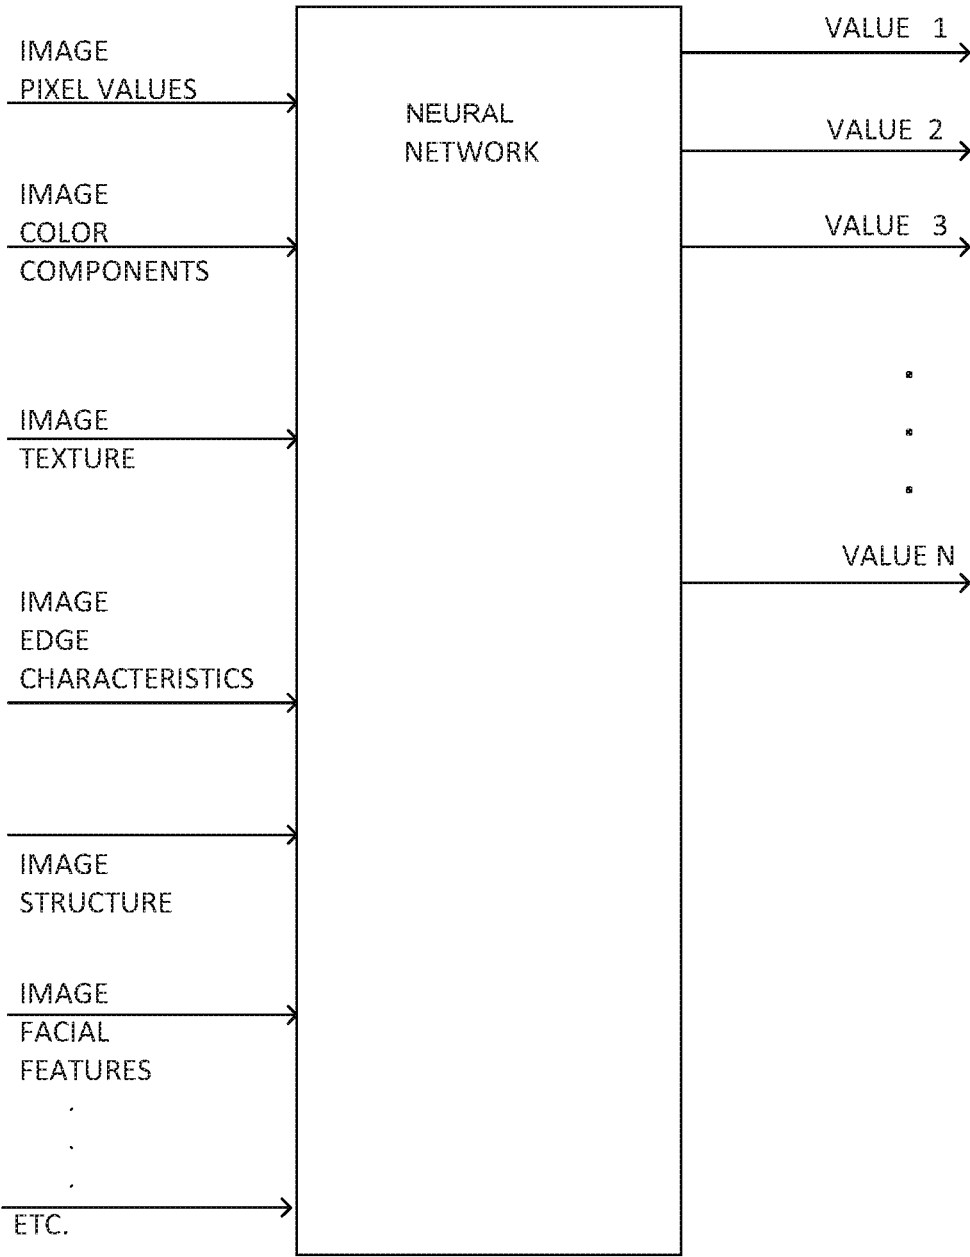 IMAGE
PIXEL VALUES
IMAGE
COLOR
COMPONENTS
IMAGE
TEXTURE
IMAGE
EDGE
CHARACTERISTICS
IMAGE
STRUCTURE
IMAGE
FACIAL
FEATURES
ETC.
NEURAL
NETWORK
VALUE 1
VALUE 2
VALUE 3
VALUE N